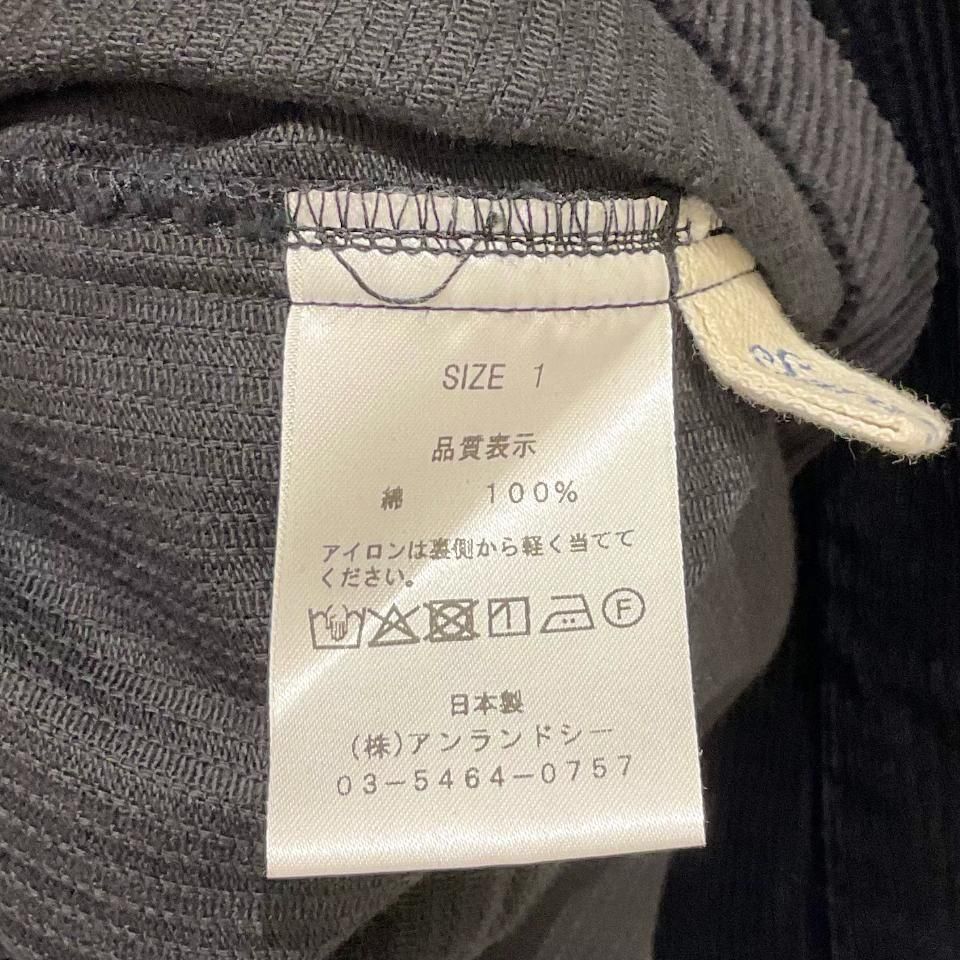 SIZE 1
品質表示
綿 100%
アイロンは裏側から軽く当てて
ください。
F
日本製
(株)アンランドシー
03-5464-0757